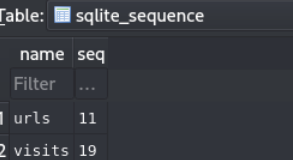 Table: sqlite_sequence
name seq
Filter ...
1 urls 11
2 visits 19